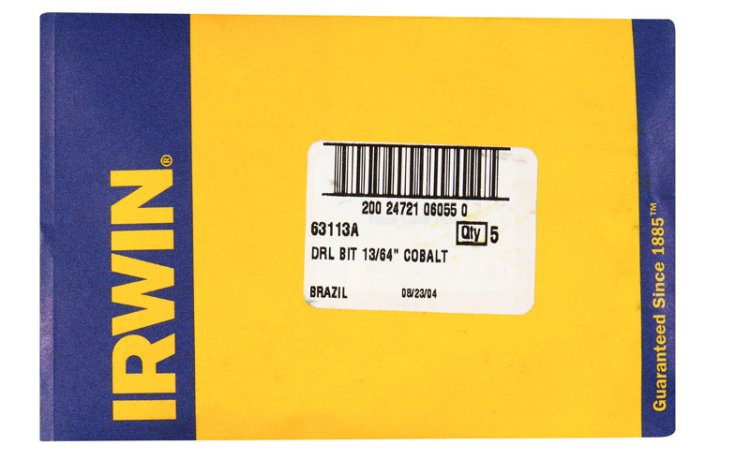 IRWIN®
200 24721 06055 0
63113A Qty 5
DRL BIT 13/64" COBALT
BRAZIL 08/23/04
Guaranteed Since 1885™